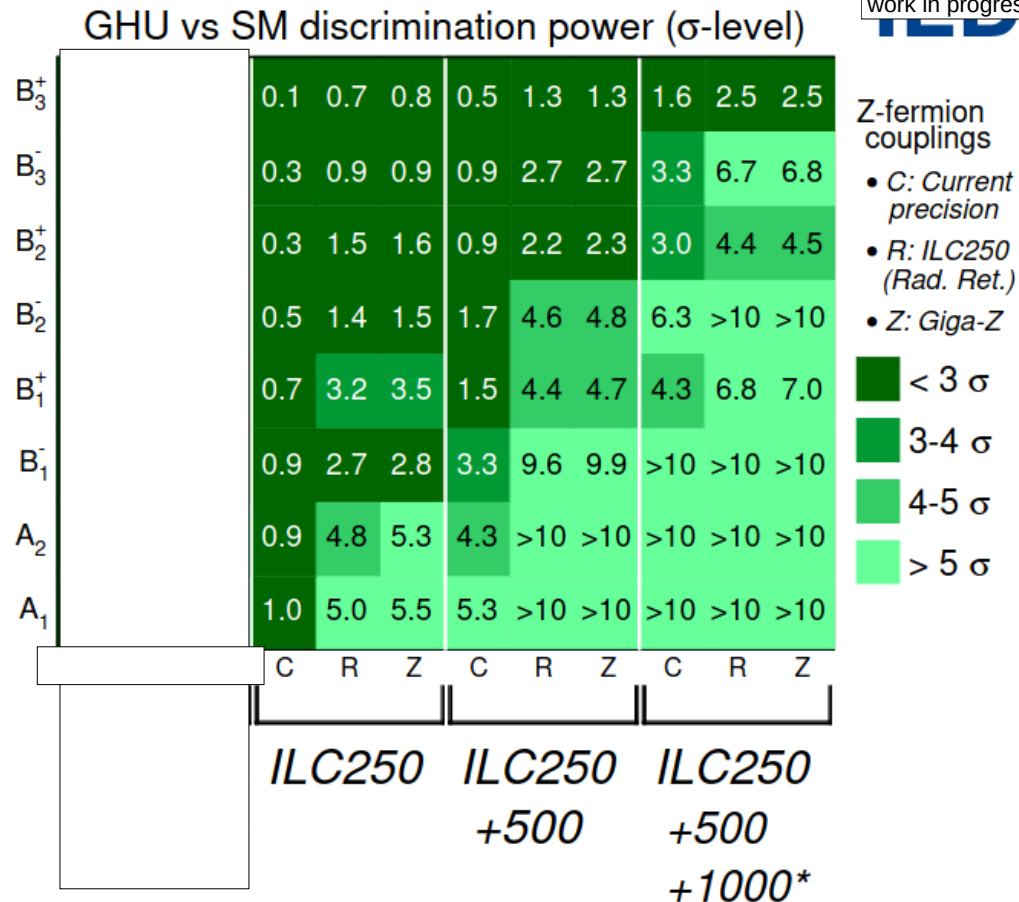 GHU vs SM discrimination power (σ-level)
work in progres
B3+ 0.1 0.7 0.8 0.5 1.3 1.3 1.6 2.5 2.5
B3- 0.3 0.9 0.9 0.9 2.7 2.7 3.3 6.7 6.8
B2+ 0.3 1.5 1.6 0.9 2.2 2.3 3.0 4.4 4.5
B2- 0.5 1.4 1.5 1.7 4.6 4.8 6.3 >10 >10
B1+ 0.7 3.2 3.5 1.5 4.4 4.7 4.3 6.8 7.0
B1- 0.9 2.7 2.8 3.3 9.6 9.9 >10 >10 >10
A2 0.9 4.8 5.3 4.3 >10 >10 >10 >10 >10
A1 1.0 5.0 5.5 5.3 >10 >10 >10 >10 >10
C R Z C R Z C R Z
ILC250 ILC250 ILC250
+500 +500
+1000*
Z-fermion
couplings
• C: Current
precision
• R: ILC250
(Rad. Ret.)
• Z: Giga-Z
< 3 σ
3-4 σ
4-5 σ
> 5 σ